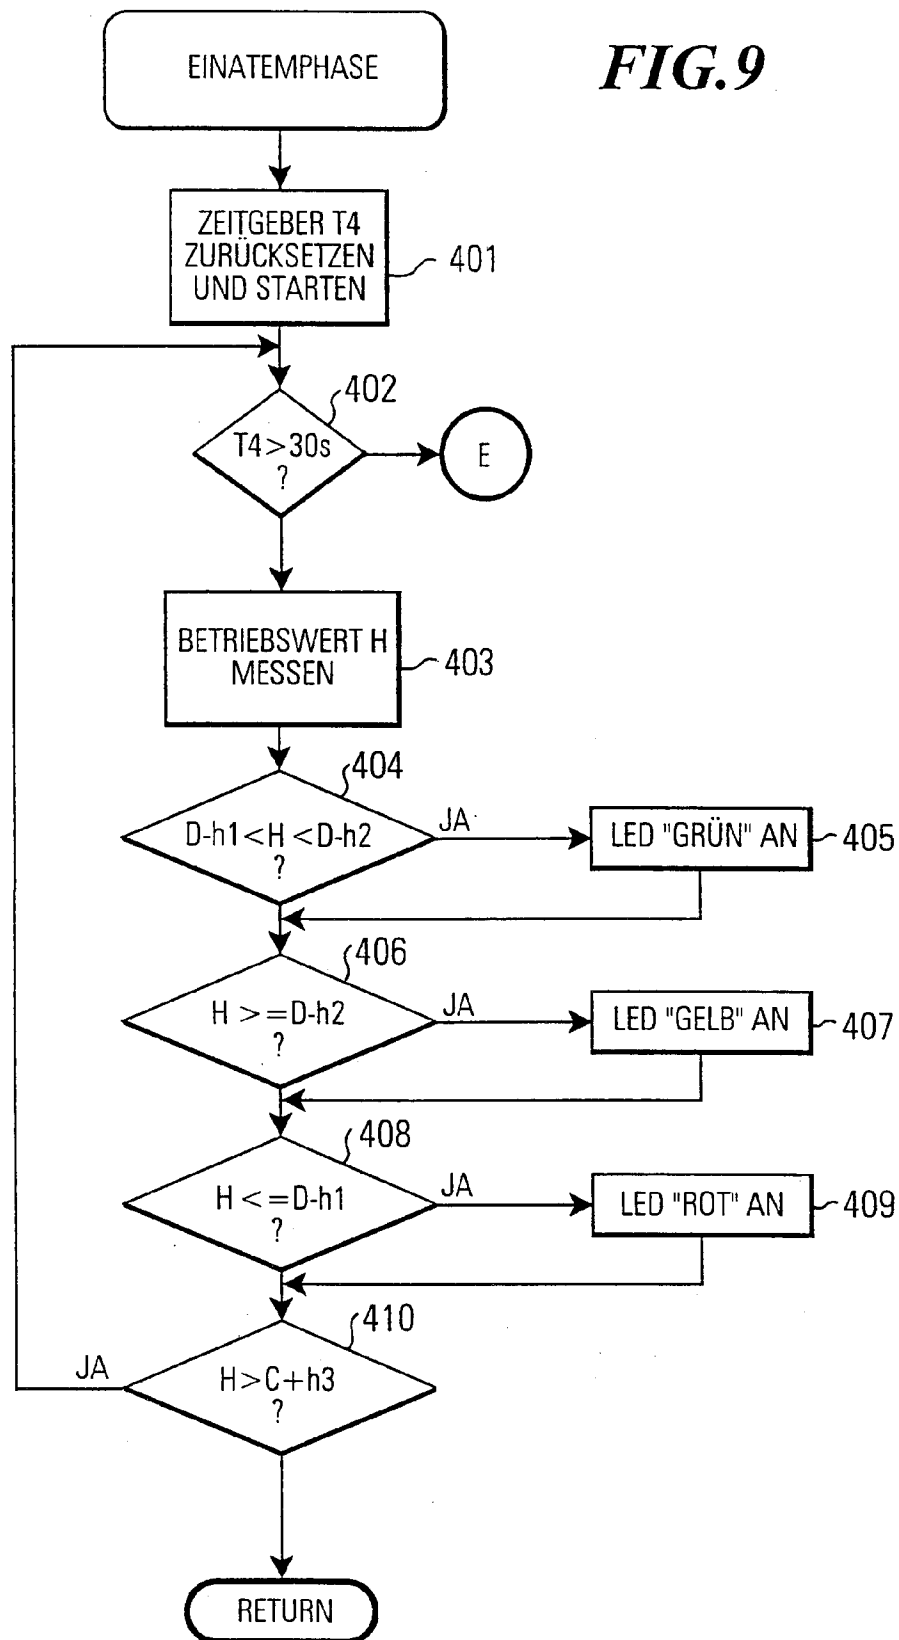 EINATEMPHASE
FIG.9
ZEITGEBER T4
ZURÜCKSETZEN
UND STARTEN
401
402
T4>30s
?
E
BETRIEBSWERT H
MESSEN
403
404
D-h1<H<D-h2
?
JA
LED "GRÜN" AN
405
406
H>=D-h2
?
JA
LED "GELB" AN
407
408
H<=D-h1
?
JA
LED "ROT" AN
409
410
JA
H>C+h3
?
RETURN